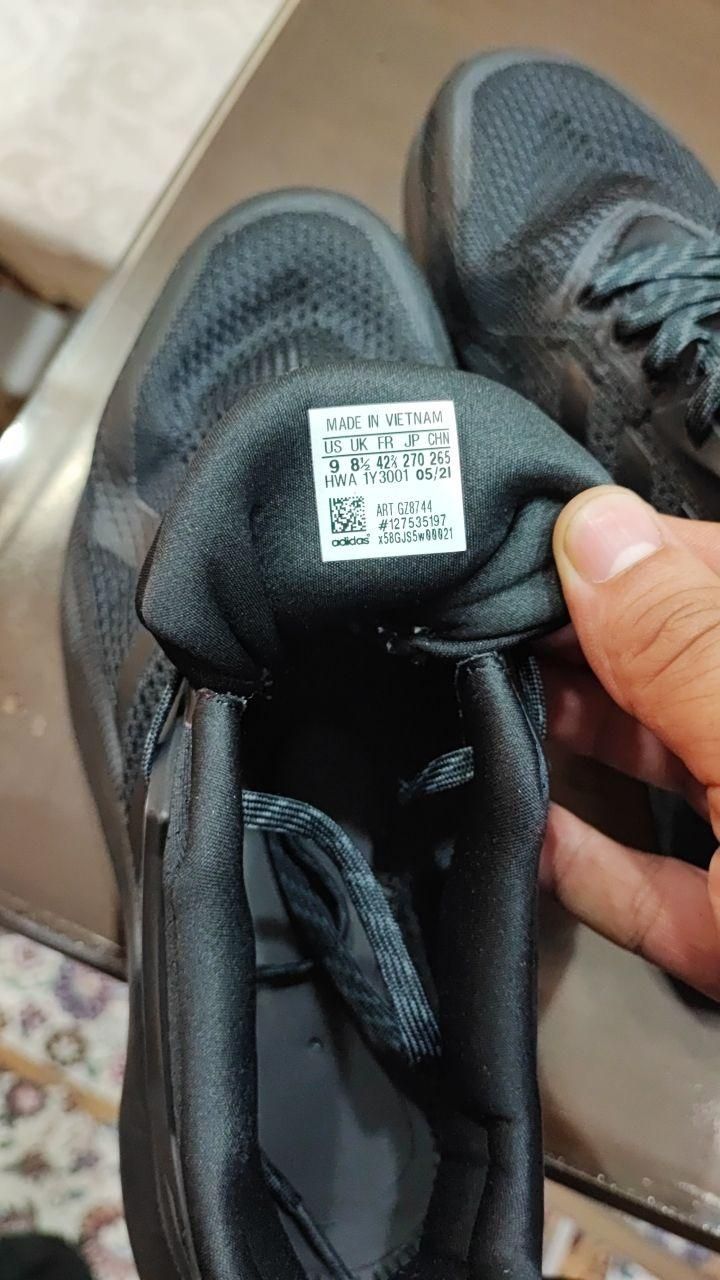 MADE IN VIETNAM
US UK FR JP CHN
9 8½ 42⅔ 270 265
HWA 1Y3001 05/21
ART GZ8744
#127535197
adidas x58GJS5w00021